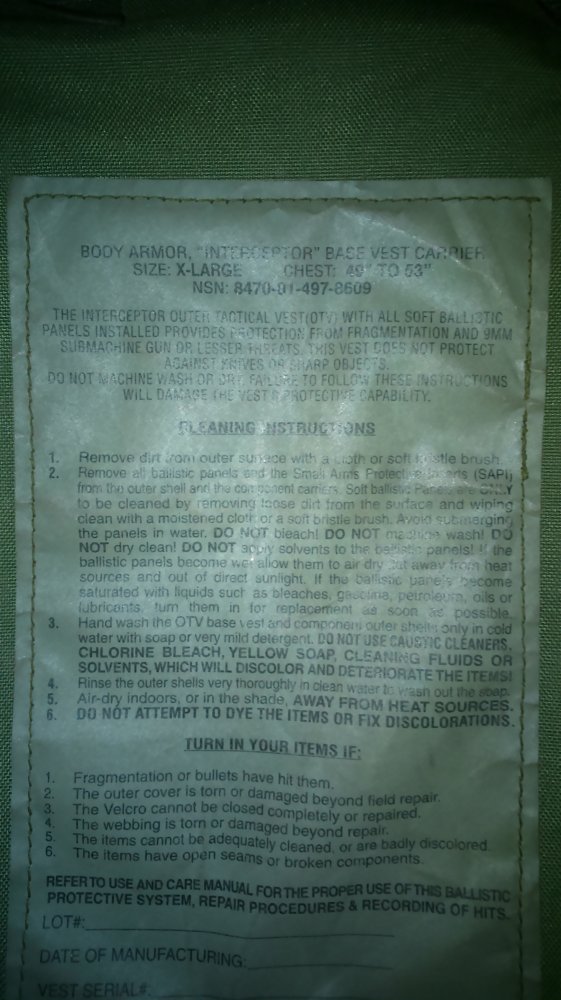 BODY ARMOR, "INTERCEPTOR" BASE VEST CARRIER
SIZE: X-LARGE CHEST: 49" TO 53"
NSN: 8470-01-497-8609
THE INTERCEPTOR OUTER TACTICAL VEST(OTV) WITH ALL SOFT BALLISTIC
PANELS INSTALLED PROVIDES PROTECTION FROM FRAGMENTATION AND 9MM
SUBMACHINE GUN OR LESSER THREATS. THIS VEST DOES NOT PROTECT
AGAINST KNIVES OR SHARP OBJECTS.
DO NOT MACHINE WASH OR DRY. FAILURE TO FOLLOW THESE INSTRUCTIONS
WILL DAMAGE THE VEST'S PROTECTIVE CAPABILITY.
CLEANING INSTRUCTIONS
1. Remove dirt from outer surface with a cloth or soft bristle brush.
2. Remove all ballistic panels and the Small Arms Protective Inserts (SAPI)
from the outer shell and the component carriers. Soft ballistic Panels are ONLY
to be cleaned by removing loose dirt from the surface and wiping
clean with a moistened cloth or a soft bristle brush. Avoid submerging
the panels in water. DO NOT bleach! DO NOT machine wash! DO
NOT dry clean! DO NOT apply solvents to the ballistic panels! If the
ballistic panels become wet allow them to air dry but away from heat
sources and out of direct sunlight. If the ballistic panels become
saturated with liquids such as bleaches, gasoline, petroleum, oils or
lubricants, turn them in for replacement as soon as possible.
3. Hand wash the OTV base vest and component outer shells only in cold
water with soap or very mild detergent. DO NOT USE CAUSTIC CLEANERS,
CHLORINE BLEACH, YELLOW SOAP, CLEANING FLUIDS OR
SOLVENTS, WHICH WILL DISCOLOR AND DETERIORATE THE ITEMS!
4. Rinse the outer shells very thoroughly in clean water to wash out the soap.
5. Air-dry indoors, or in the shade, AWAY FROM HEAT SOURCES.
6. DO NOT ATTEMPT TO DYE THE ITEMS OR FIX DISCOLORATIONS.
TURN IN YOUR ITEMS IF:
1. Fragmentation or bullets have hit them.
2. The outer cover is torn or damaged beyond field repair.
3. The Velcro cannot be closed completely or repaired.
4. The webbing is torn or damaged beyond repair.
5. The items cannot be adequately cleaned, or are badly discolored.
6. The items have open seams or broken components.
REFER TO USE AND CARE MANUAL FOR THE PROPER USE OF THIS BALLISTIC
PROTECTIVE SYSTEM, REPAIR PROCEDURES & RECORDING OF HITS.
LOT#:
DATE OF MANUFACTURING:
VEST SERIAL#: